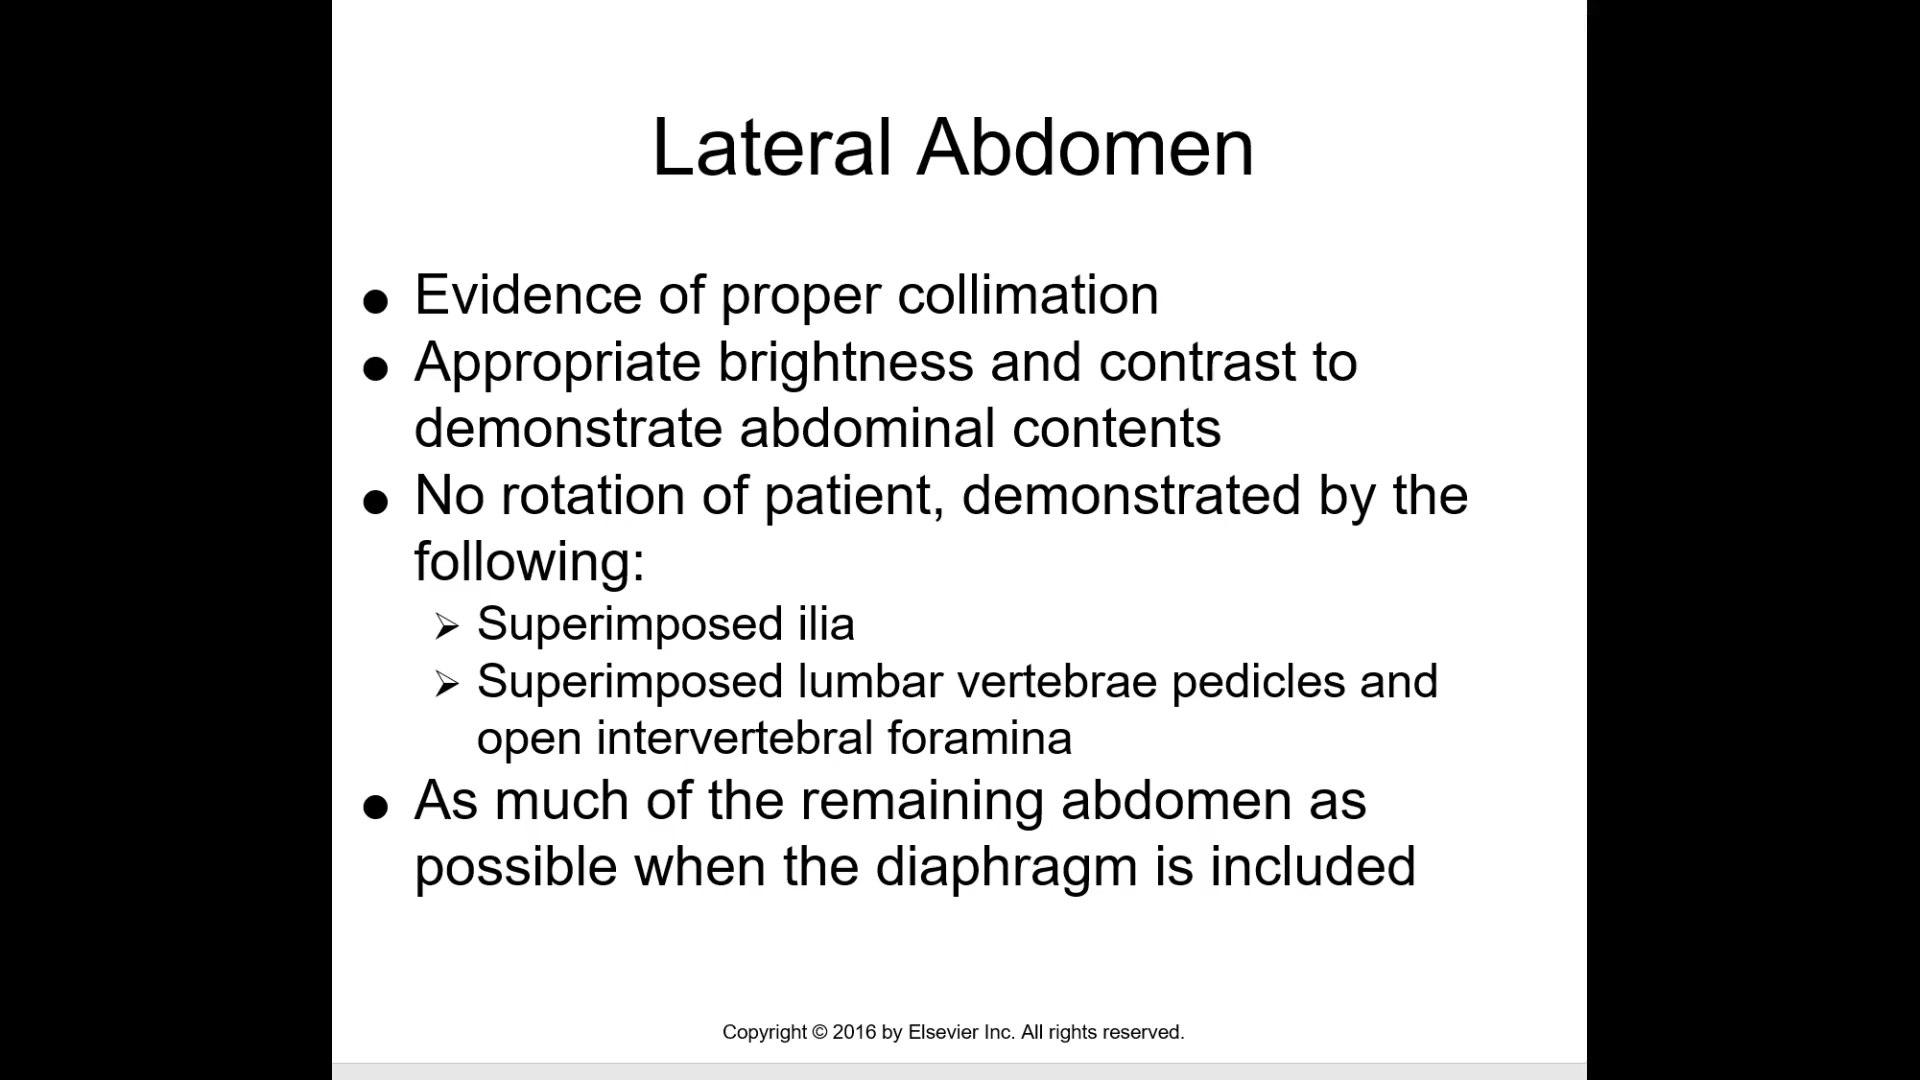 Lateral Abdomen
● Evidence of proper collimation
● Appropriate brightness and contrast to
demonstrate abdominal contents
● No rotation of patient, demonstrated by the
following:
➢ Superimposed ilia
➢ Superimposed lumbar vertebrae pedicles and
open intervertebral foramina
● As much of the remaining abdomen as
possible when the diaphragm is included
Copyright © 2016 by Elsevier Inc. All rights reserved.